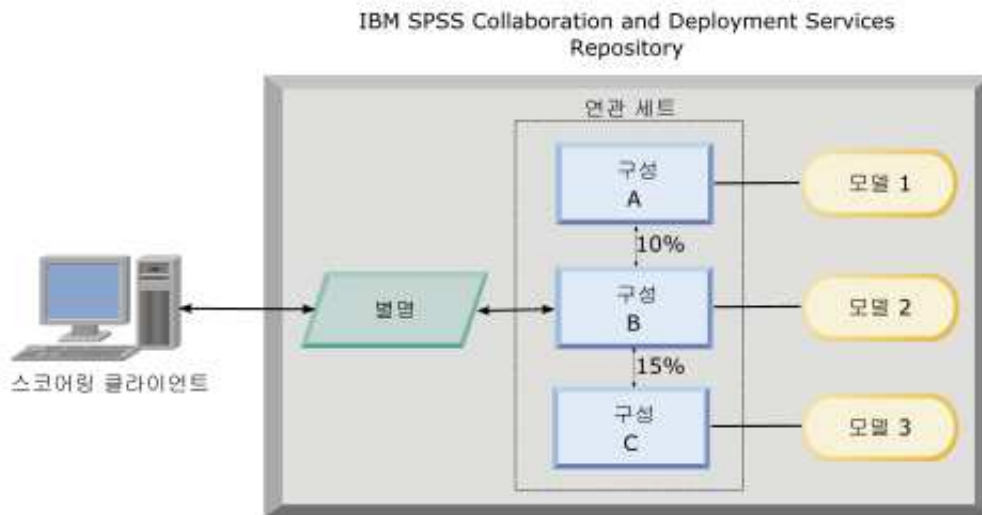 IBM SPSS Collaboration and Deployment Services
Repository
연관 세트
구성
A
모델 1
10%
별명
구성
B
모델 2
15%
스코어링 클라이언트
구성
C
모델 3